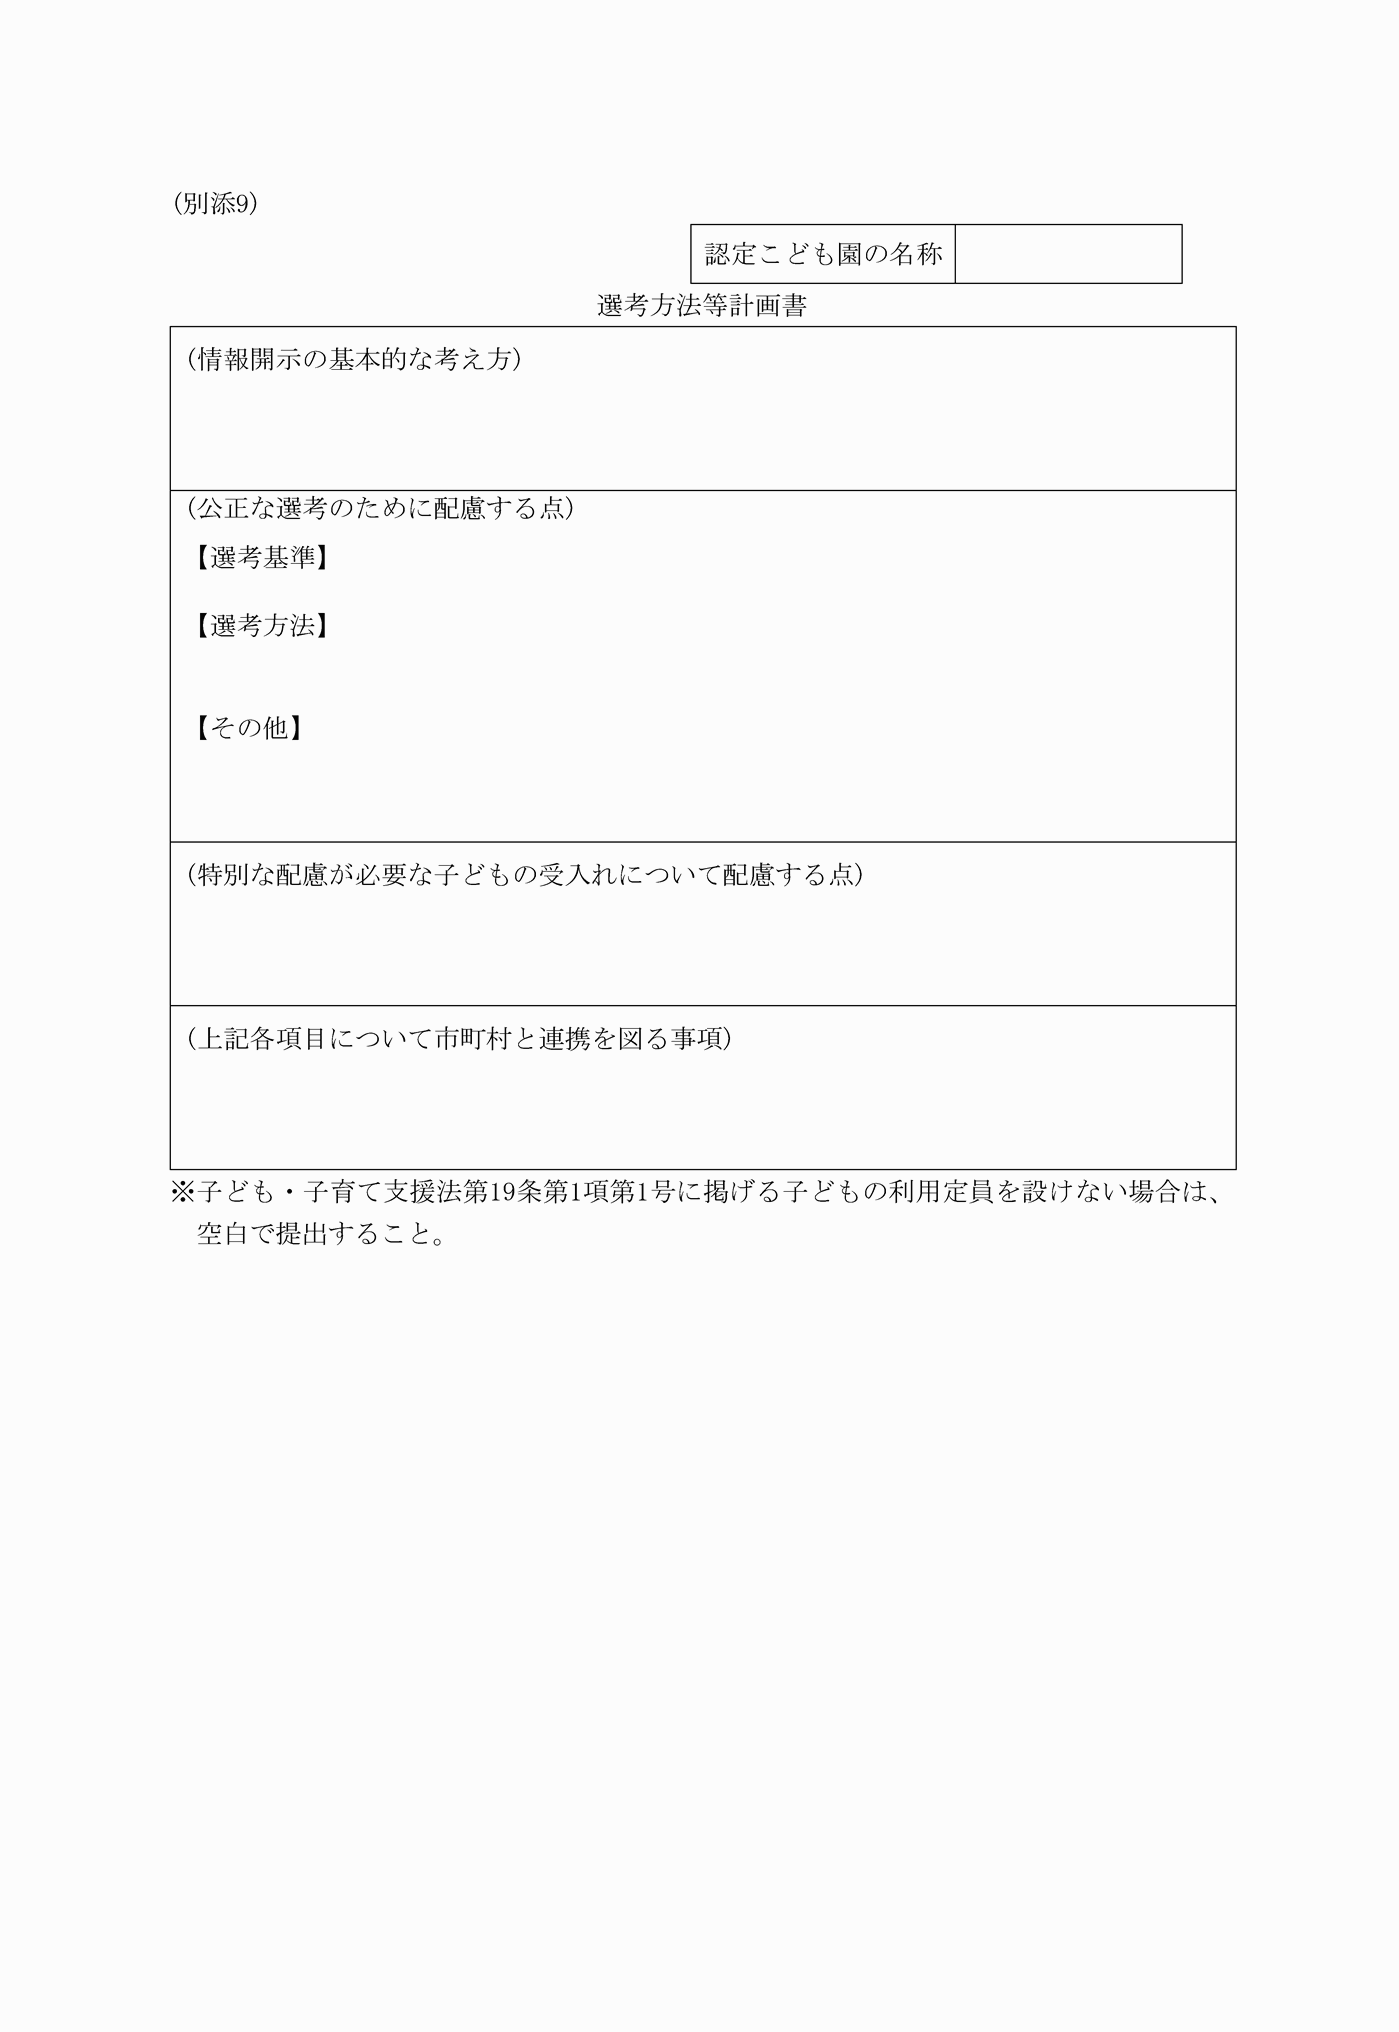 (別添9)
認定こども園の名称
選考方法等計画書
(情報開示の基本的な考え方)
(公正な選考のために配慮する点)
【選考基準】
【選考方法】
【その他】
(特別な配慮が必要な子どもの受入れについて配慮する点)
(上記各項目について市町村と連携を図る事項)
※子ども・子育て支援法第19条第1項第1号に掲げる子どもの利用定員を設けない場合は、
空白で提出すること。